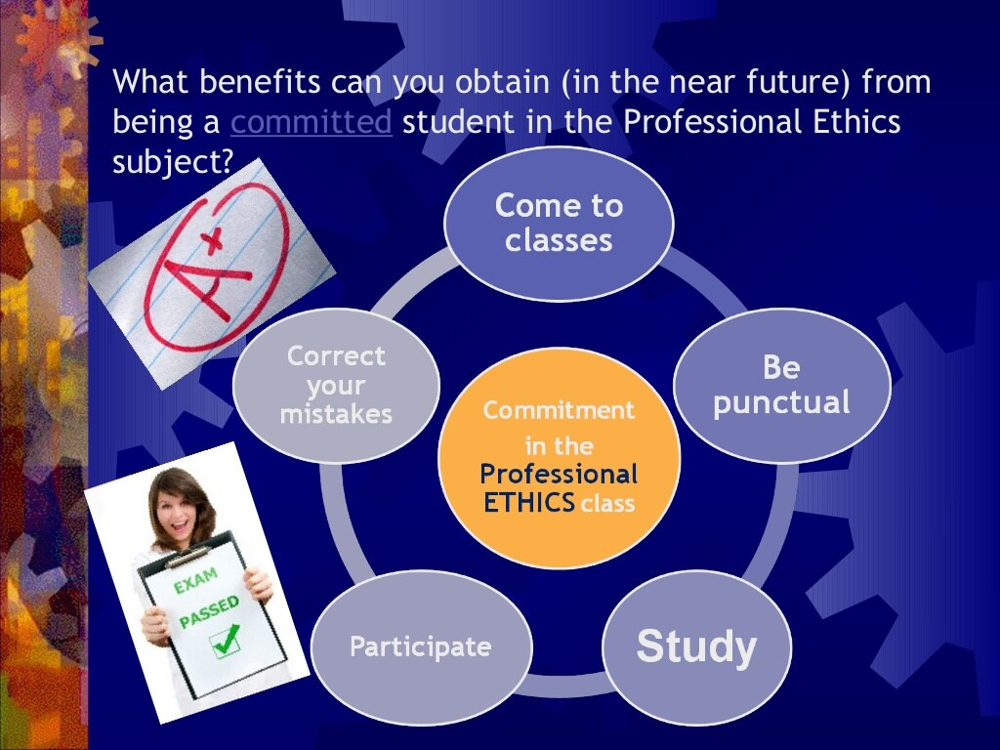 What benefits can you obtain (in the near future) from
being a committed student in the Professional Ethics
subject?
A+
Come to
classes
Be
punctual
Study
Participate
Correct
your
mistakes
Commitment
in the
Professional
ETHICS class
EXAM
PASSED